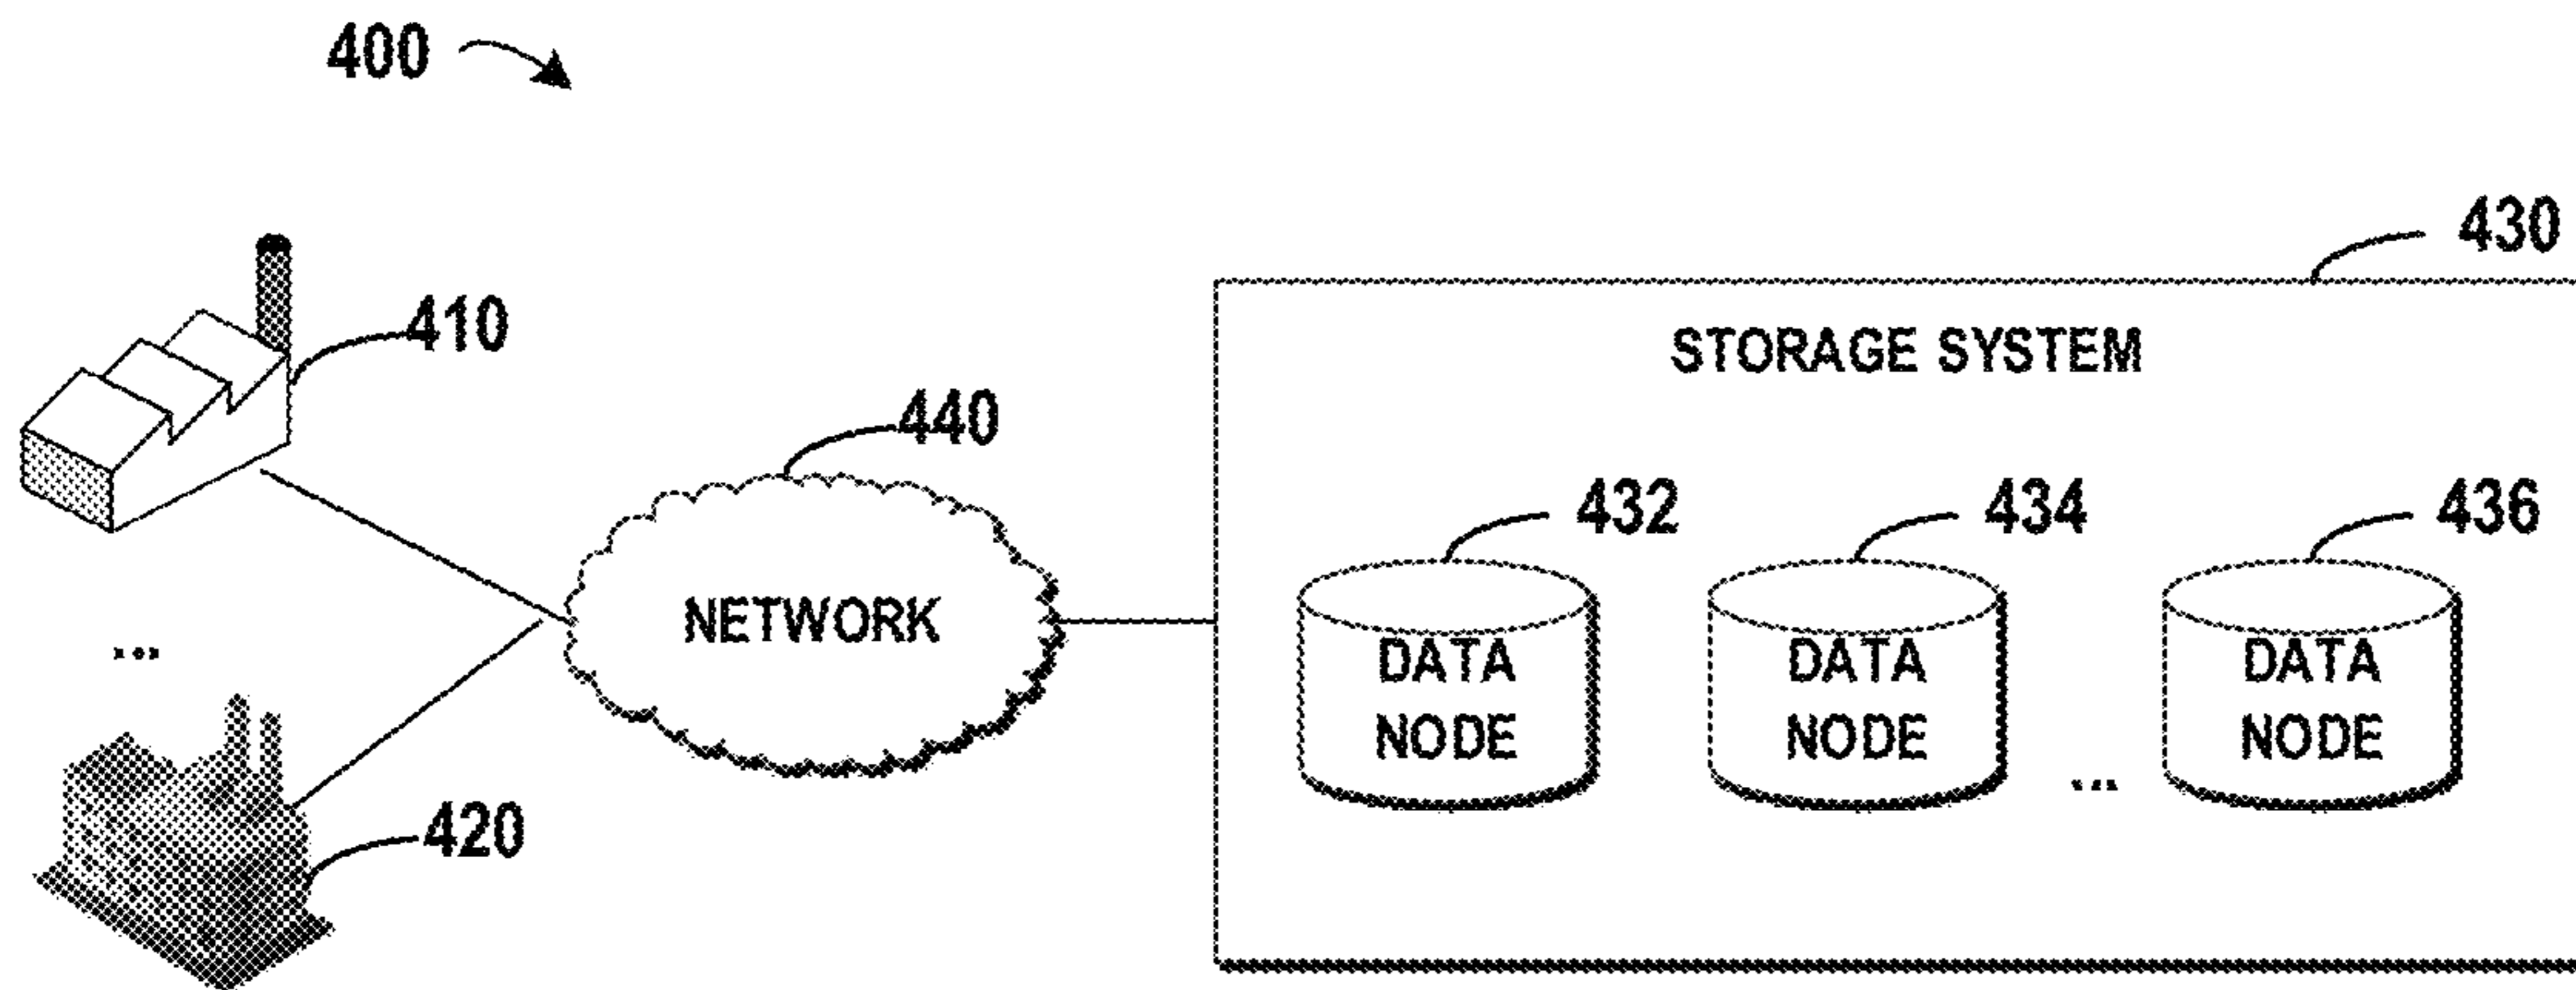 400
430
410
STORAGE SYSTEM
440
432
434
436
NETWORK
DATA
NODE
DATA
NODE
...
DATA
NODE
...
420